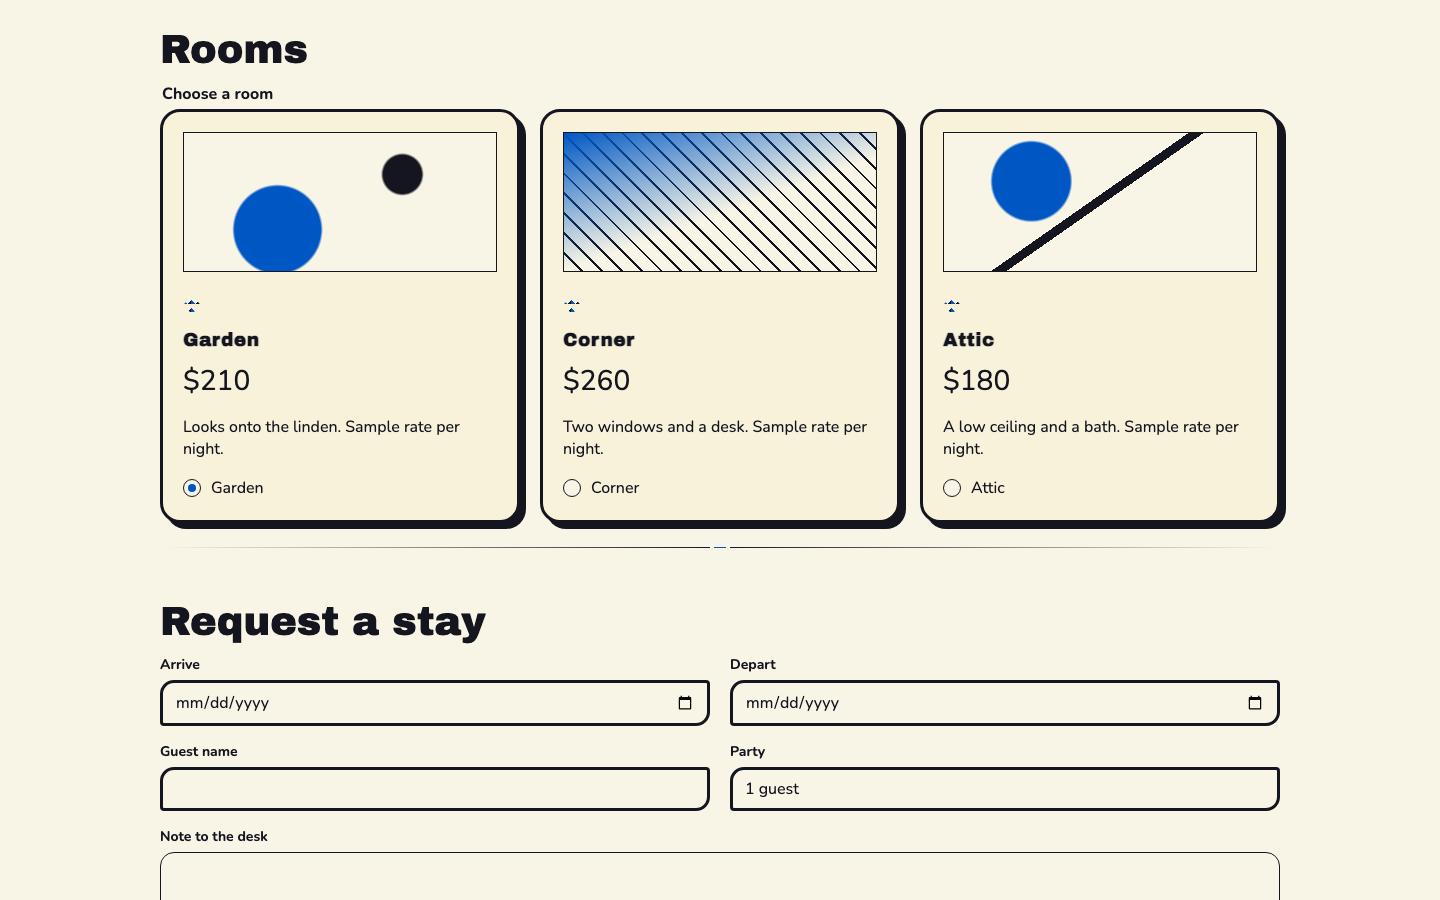 Rooms
Choose a room
Garden
$210
Looks onto the linden. Sample rate per
night.
Garden
Corner
$260
Two windows and a desk. Sample rate per
night.
Corner
Attic
$180
A low ceiling and a bath. Sample rate per
night.
Attic
Request a stay
Arrive
mm/dd/yyyy
Depart
mm/dd/yyyy
Guest name
Party
1 guest
Note to the desk